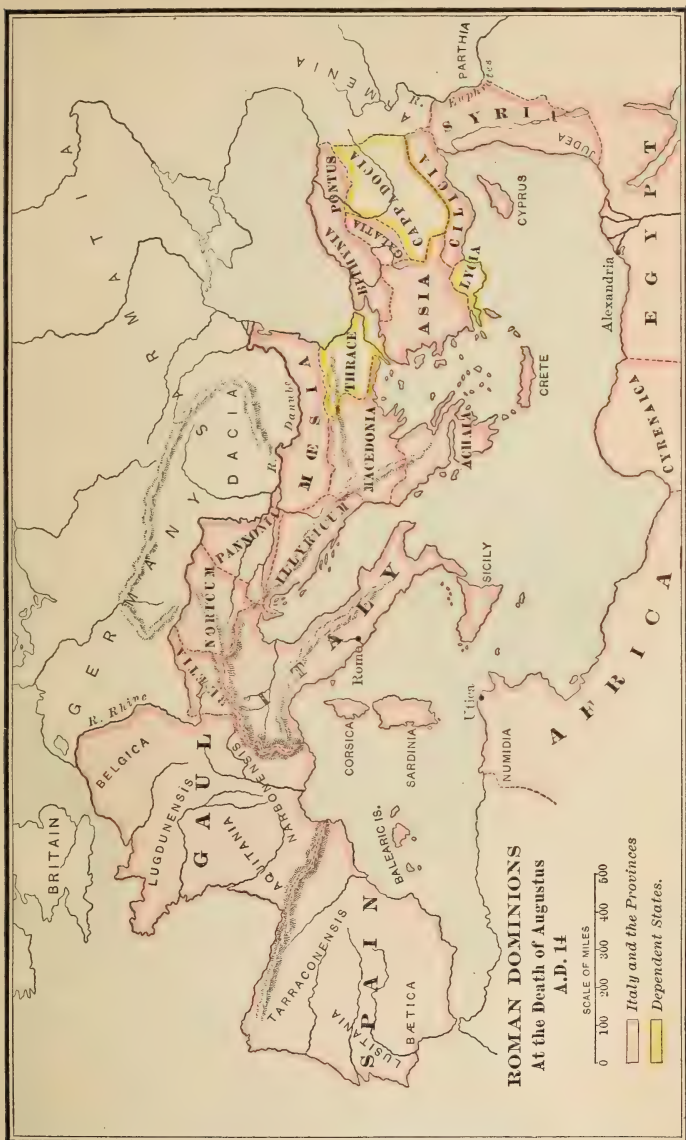 BRITAIN
GERMANY
SARMATIA
R. Rhine
BELGICA
LUGDUNENSIS
GAUL
AQUITANIA
NARBONENSIS
RÆTIA
NORICUM
PANNONIA
DACIA
R. Danube
MŒSIA
ILLYRICUM
ITALY
Rome
THRACE
MACEDONIA
ACHAIA
BITHYNIA
PONTUS
GALATIA
CAPPADOCIA
ARMENIA
PARTHIA
R. Euphrates
ASIA
LYCIA
CILICIA
SYRIA
JUDEA
CYPRUS
CRETE
CORSICA
SARDINIA
SICILY
BALEARIC IS.
TARRACONENSIS
SPAIN
LUSITANIA
BÆTICA
Utica
NUMIDIA
AFRICA
CYRENAICA
Alexandria
EGYPT
ROMAN DOMINIONS
At the Death of Augustus
A.D. 14
SCALE OF MILES
0 100 200 300 400 500
Italy and the Provinces
Dependent States.